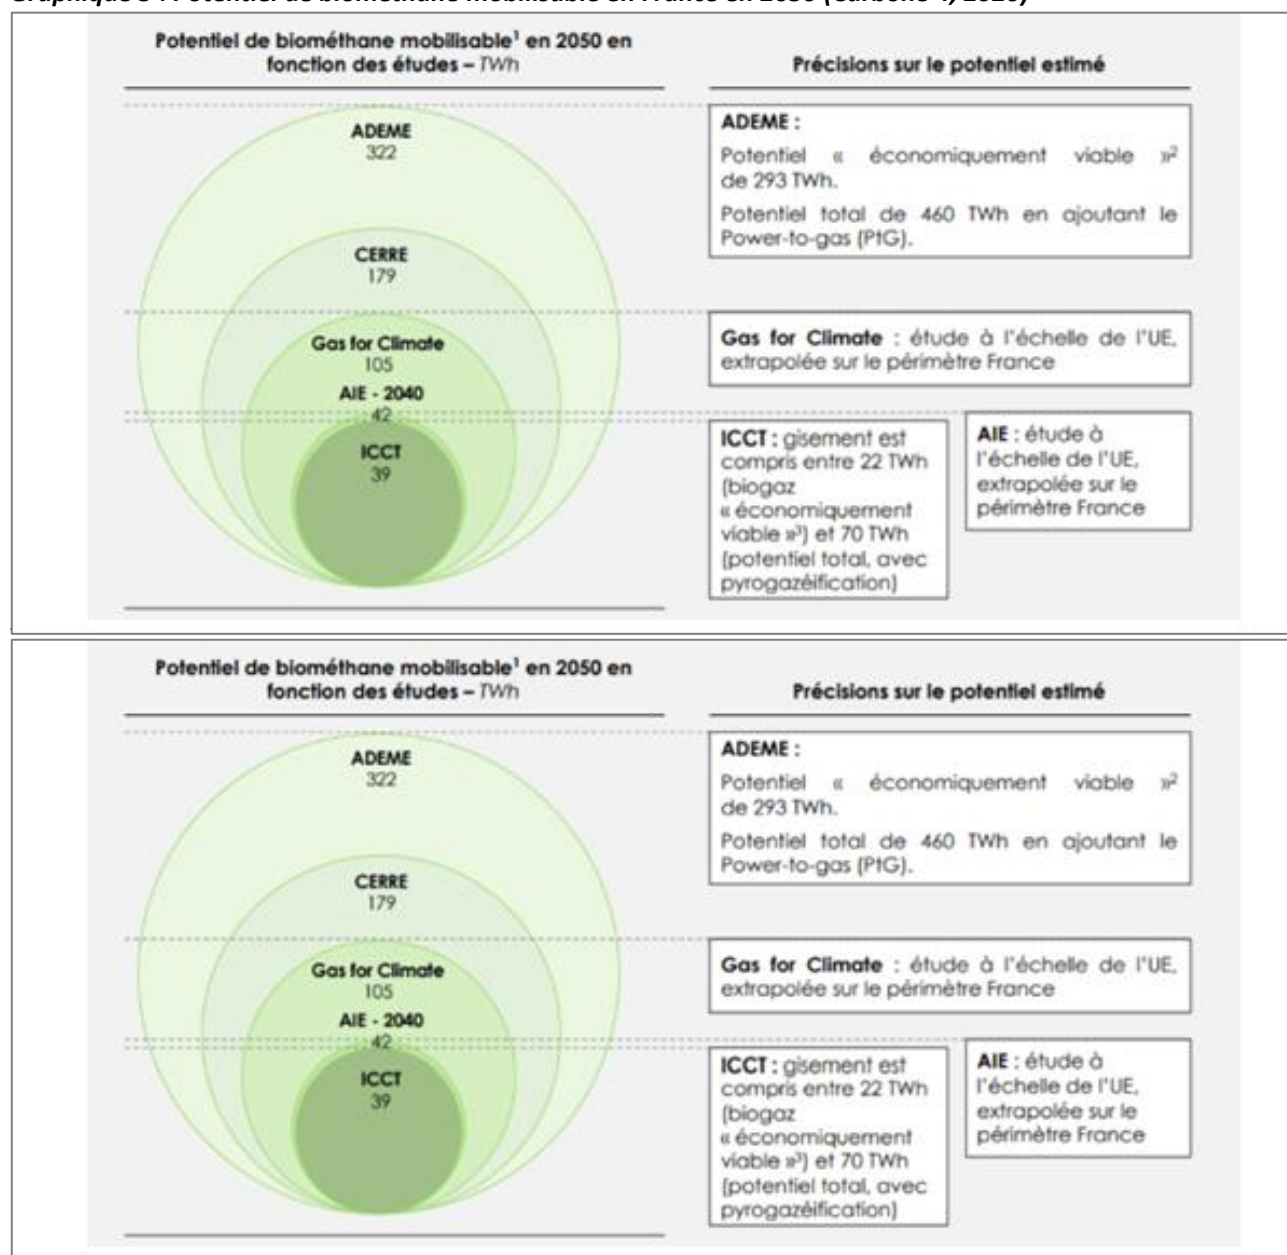 Potentiel de biométhane mobilisable¹ en 2050 en
fonction des études – TWh
Précisions sur le potentiel estimé
ADEME
322
CERRE
179
Gas for Climate
105
AIE - 2040
42
ICCT
39
ADEME :
Potentiel « économiquement viable »²
de 293 TWh.
Potentiel total de 460 TWh en ajoutant le
Power-to-gas (PtG).
Gas for Climate : étude à l'échelle de l'UE,
extrapolée sur le périmètre France
ICCT : gisement est
compris entre 22 TWh
(biogaz
« économiquement
viable »³) et 70 TWh
(potentiel total, avec
pyrogazéification)
AIE : étude à
l'échelle de l'UE,
extrapolée sur le
périmètre France
Potentiel de biométhane mobilisable¹ en 2050 en
fonction des études – TWh
Précisions sur le potentiel estimé
ADEME
322
CERRE
179
Gas for Climate
105
AIE - 2040
42
ICCT
39
ADEME :
Potentiel « économiquement viable »²
de 293 TWh.
Potentiel total de 460 TWh en ajoutant le
Power-to-gas (PtG).
Gas for Climate : étude à l'échelle de l'UE,
extrapolée sur le périmètre France
ICCT : gisement est
compris entre 22 TWh
(biogaz
« économiquement
viable »³) et 70 TWh
(potentiel total, avec
pyrogazéification)
AIE : étude à
l'échelle de l'UE,
extrapolée sur le
périmètre France